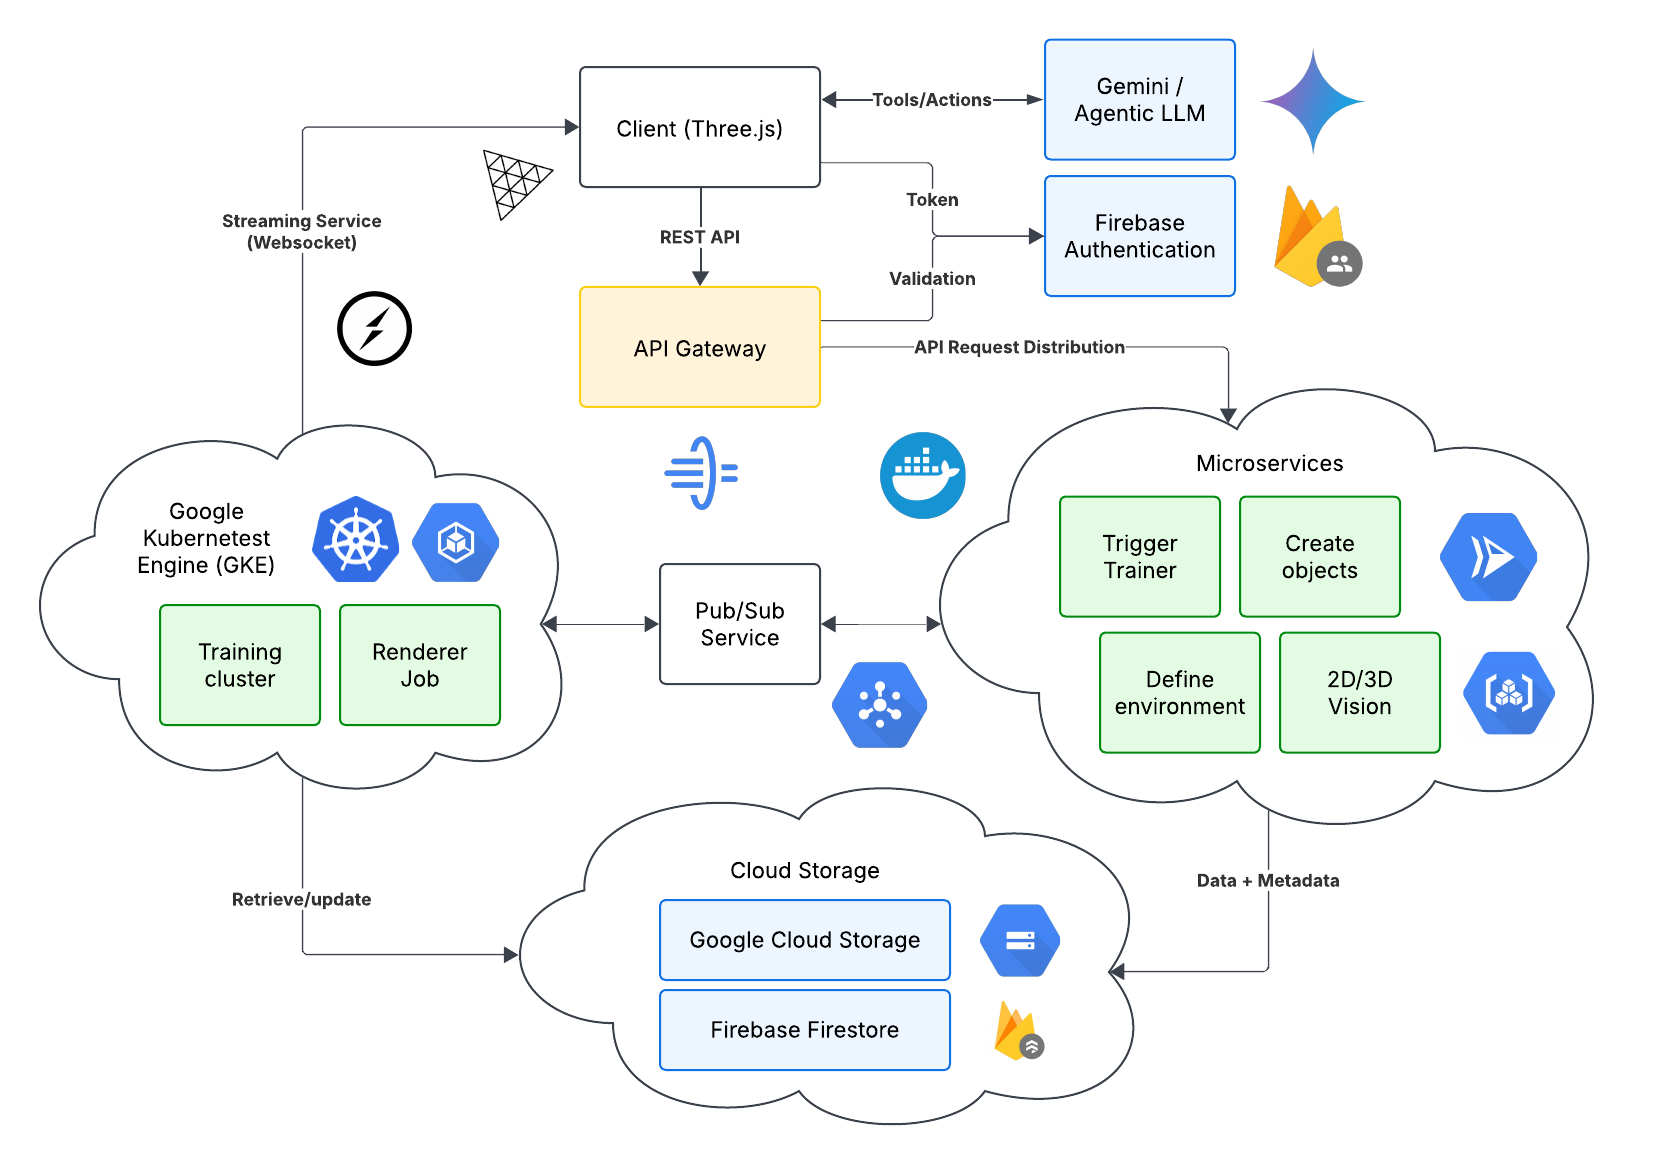 Client (Three.js)
Tools/Actions
Gemini /
Agentic LLM
Token
Firebase
Authentication
Streaming Service
(Websocket)
REST API
Validation
API Gateway
API Request Distribution
Microservices
Google
Kubernetest
Engine (GKE)
Trigger
Trainer
Create
objects
Training
cluster
Renderer
Job
Pub/Sub
Service
Define
environment
2D/3D
Vision
Retrieve/update
Cloud Storage
Data + Metadata
Google Cloud Storage
Firebase Firestore